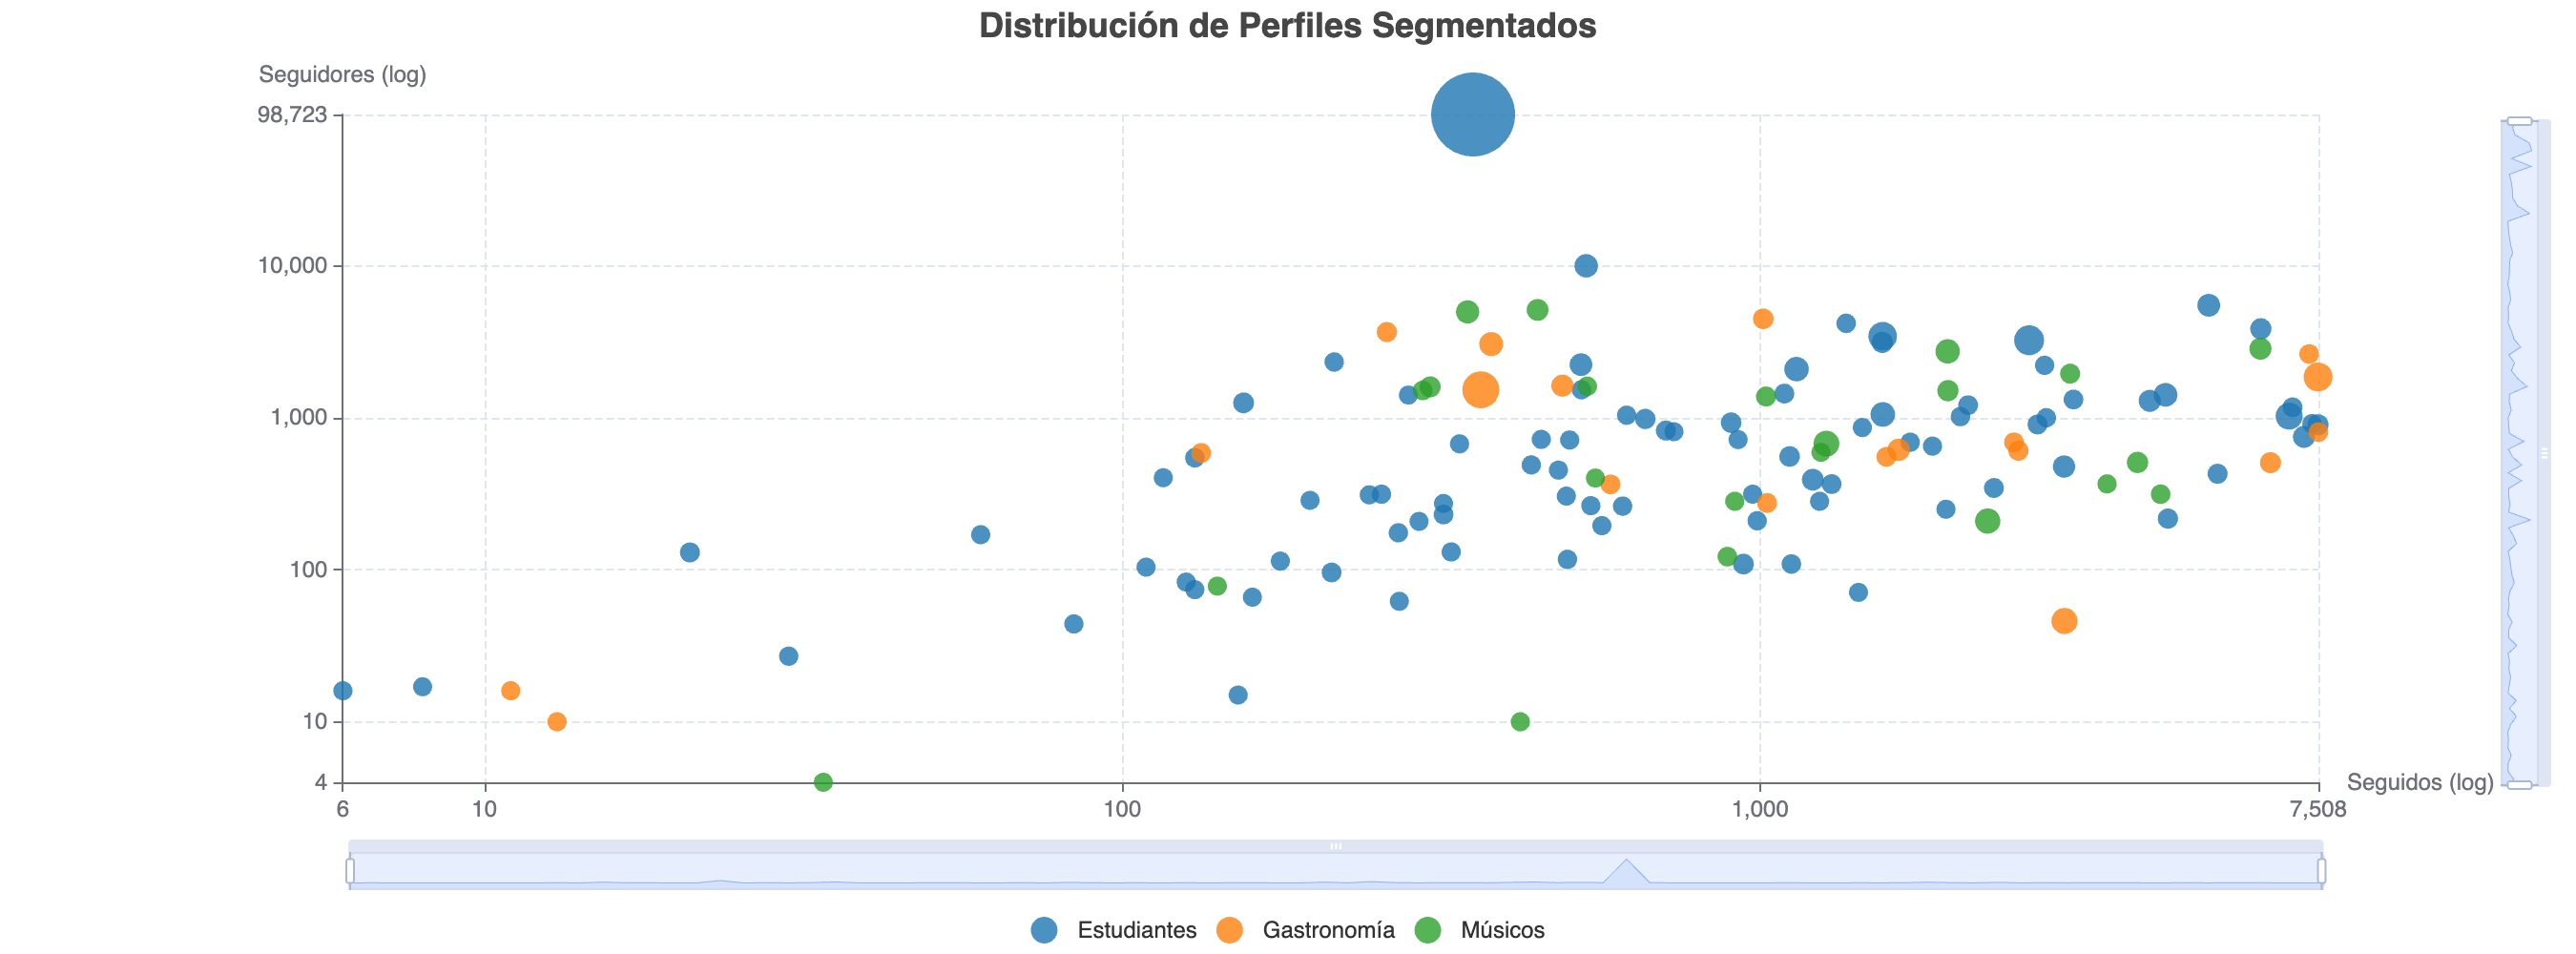 Distribución de Perfiles Segmentados
Seguidores (log)
98,723
10,000
1,000
100
10
4
6 10 100 1,000 7,508
Seguidos (log)
Estudiantes Gastronomía Músicos